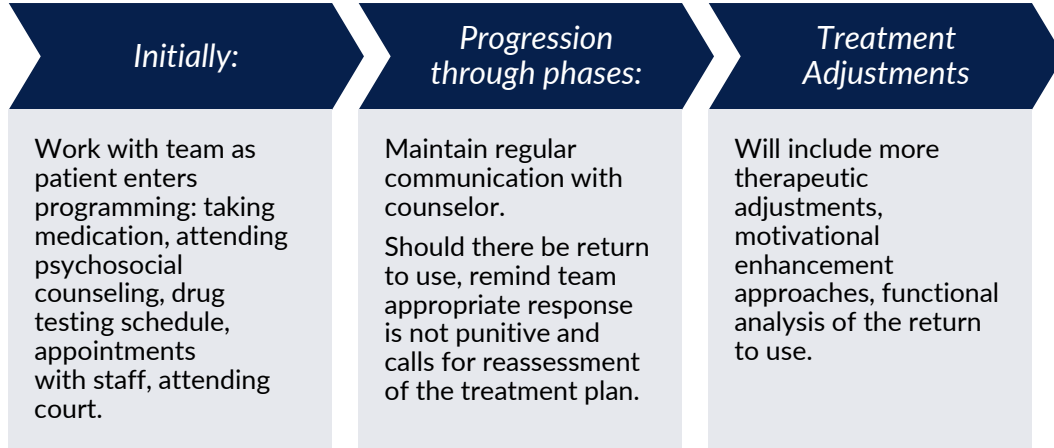 Initially:
Work with team as
patient enters
programming: taking
medication, attending
psychosocial
counseling, drug
testing schedule,
appointments
with staff, attending
court.
Progression
through phases:
Maintain regular
communication with
counselor.
Should there be return
to use, remind team
appropriate response
is not punitive and
calls for reassessment
of the treatment plan.
Treatment
Adjustments
Will include more
therapeutic
adjustments,
motivational
enhancement
approaches, functional
analysis of the return
to use.